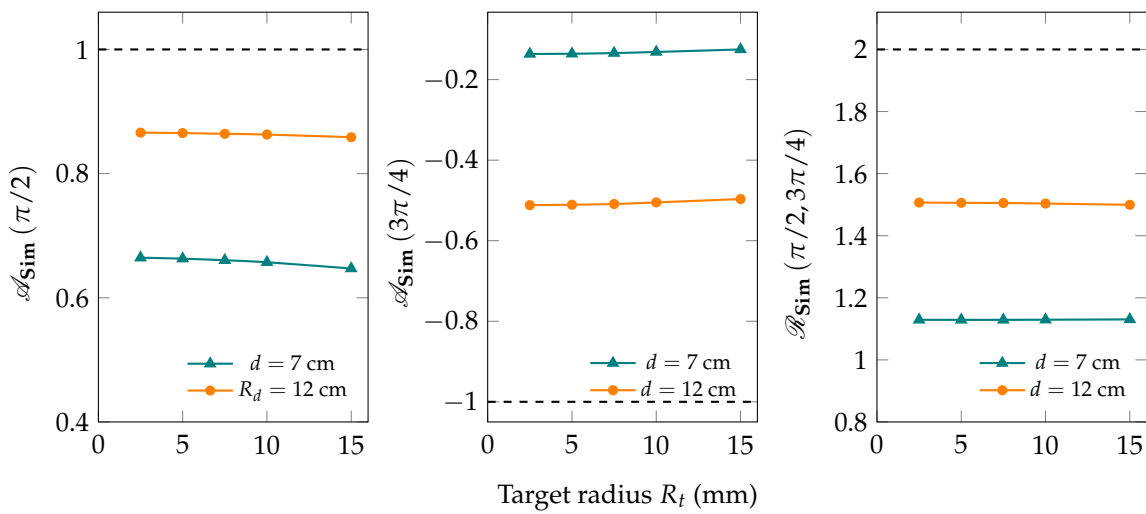 𝒜Sim (π/2)
1
0.8
0.6
0.4
0 5 10 15
d = 7 cm
R_d = 12 cm
𝒜Sim (3π/4)
−0.2
−0.4
−0.6
−0.8
−1
0 5 10 15
d = 7 cm
d = 12 cm
Target radius R_t (mm)
ℛSim (π/2, 3π/4)
2
1.8
1.6
1.4
1.2
1
0.8
0 5 10 15
d = 7 cm
d = 12 cm